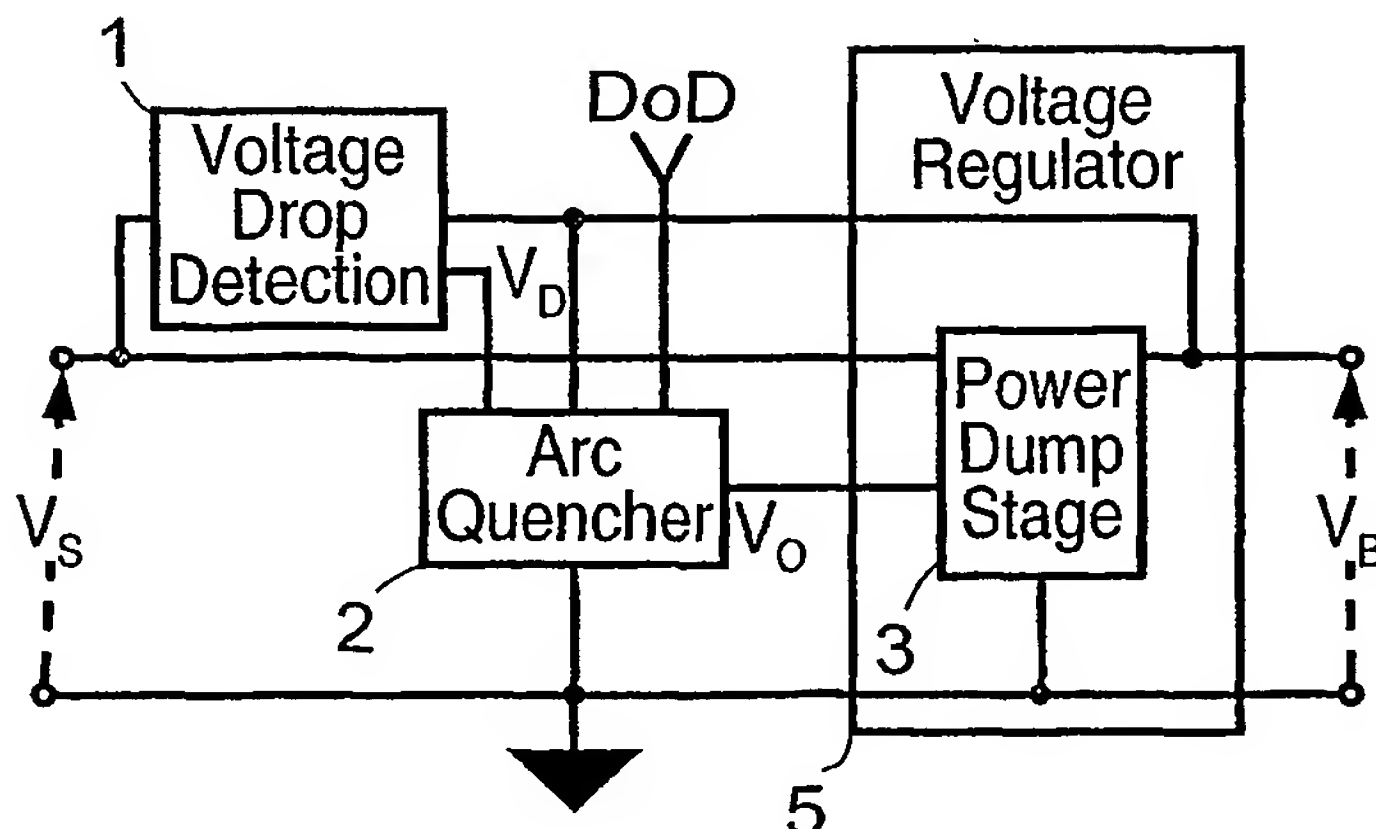 1
Voltage
Drop
Detection
DoD
Voltage
Regulator
V_D
Power
Dump
Stage
Arc
Quencher
V_S
V_O
V_B
2
3
5